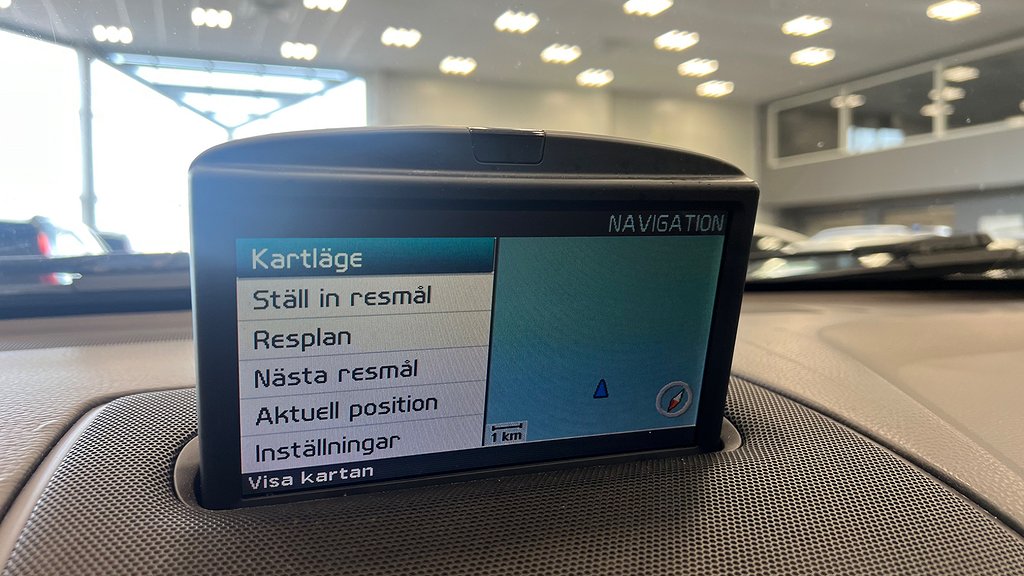 NAVIGATION
Kartläge
Ställ in resmål
Resplan
Nästa resmål
Aktuell position
Inställningar
Visa kartan
1 km